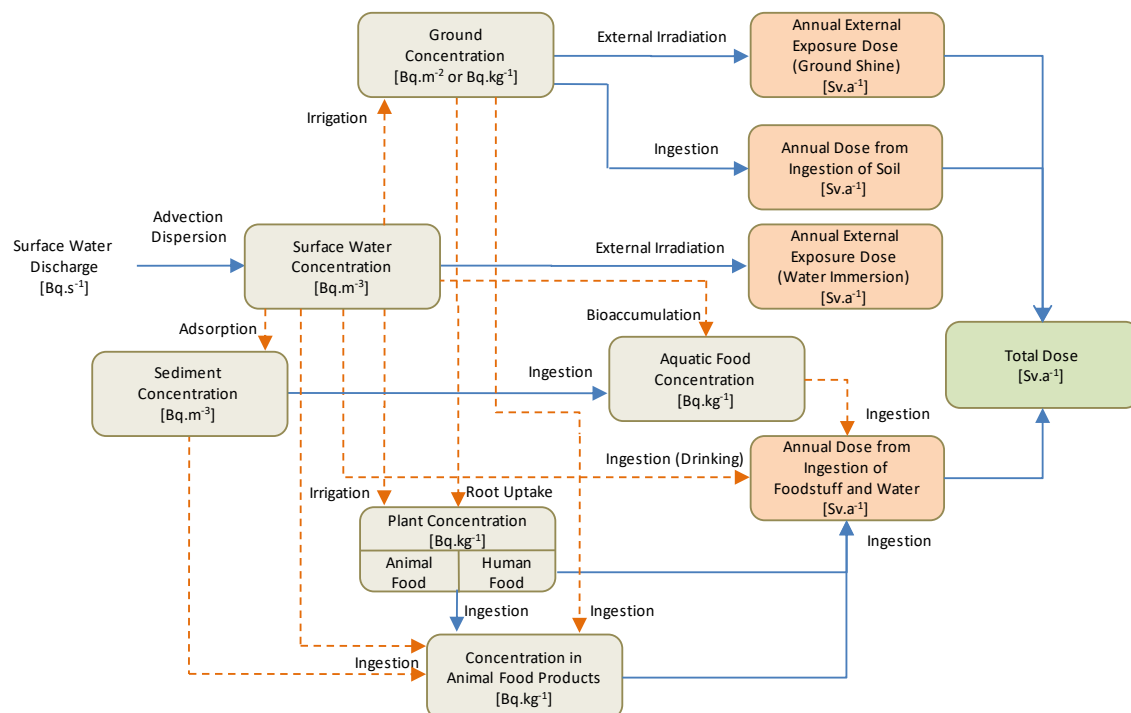 Ground
Concentration
[Bq.m⁻² or Bq.kg⁻¹]
External Irradiation
Annual External
Exposure Dose
(Ground Shine)
[Sv.a⁻¹]
Irrigation
Ingestion
Annual Dose from
Ingestion of Soil
[Sv.a⁻¹]
Surface Water
Discharge
[Bq.s⁻¹]
Advection
Dispersion
Surface Water
Concentration
[Bq.m⁻³]
External Irradiation
Annual External
Exposure Dose
(Water Immersion)
[Sv.a⁻¹]
Adsorption
Bioaccumulation
Sediment
Concentration
[Bq.m⁻³]
Ingestion
Aquatic Food
Concentration
[Bq.kg⁻¹]
Total Dose
[Sv.a⁻¹]
Ingestion
Ingestion (Drinking)
Annual Dose from
Ingestion of
Foodstuff and Water
[Sv.a⁻¹]
Irrigation
Root Uptake
Plant Concentration
[Bq.kg⁻¹]
Animal
Food
Human
Food
Ingestion
Ingestion
Ingestion
Ingestion
Concentration in
Animal Food Products
[Bq.kg⁻¹]